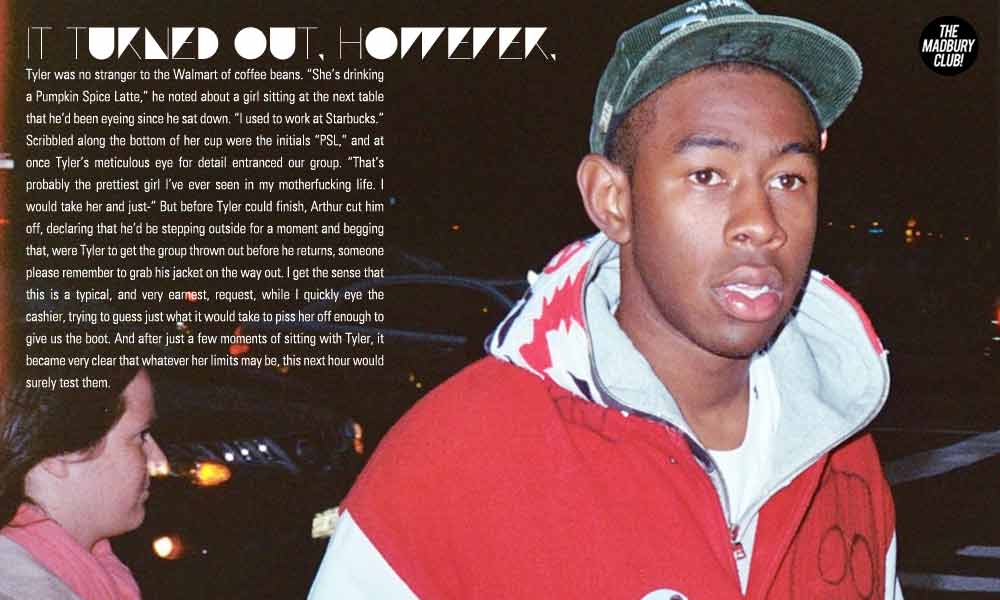 IT TURNED OUT, HOWEVER,
Tyler was no stranger to the Walmart of coffee beans. “She’s drinking
a Pumpkin Spice Latte,” he noted about a girl sitting at the next table
that he’d been eyeing since he sat down. “I used to work at Starbucks.”
Scribbled along the bottom of her cup were the initials “PSL,” and at
once Tyler’s meticulous eye for detail entranced our group. “That’s
probably the prettiest girl I’ve ever seen in my motherfucking life. I
would take her and just-” But before Tyler could finish, Arthur cut him
off, declaring that he’d be stepping outside for a moment and begging
that, were Tyler to get the group thrown out before he returns, someone
please remember to grab his jacket on the way out. I get the sense that
this is a typical, and very earnest, request, while I quickly eye the
cashier, trying to guess just what it would take to piss her off enough to
give us the boot. And after just a few moments of sitting with Tyler, it
became very clear that whatever her limits may be, this next hour would
surely test them.
THE
MADBURY
CLUB!